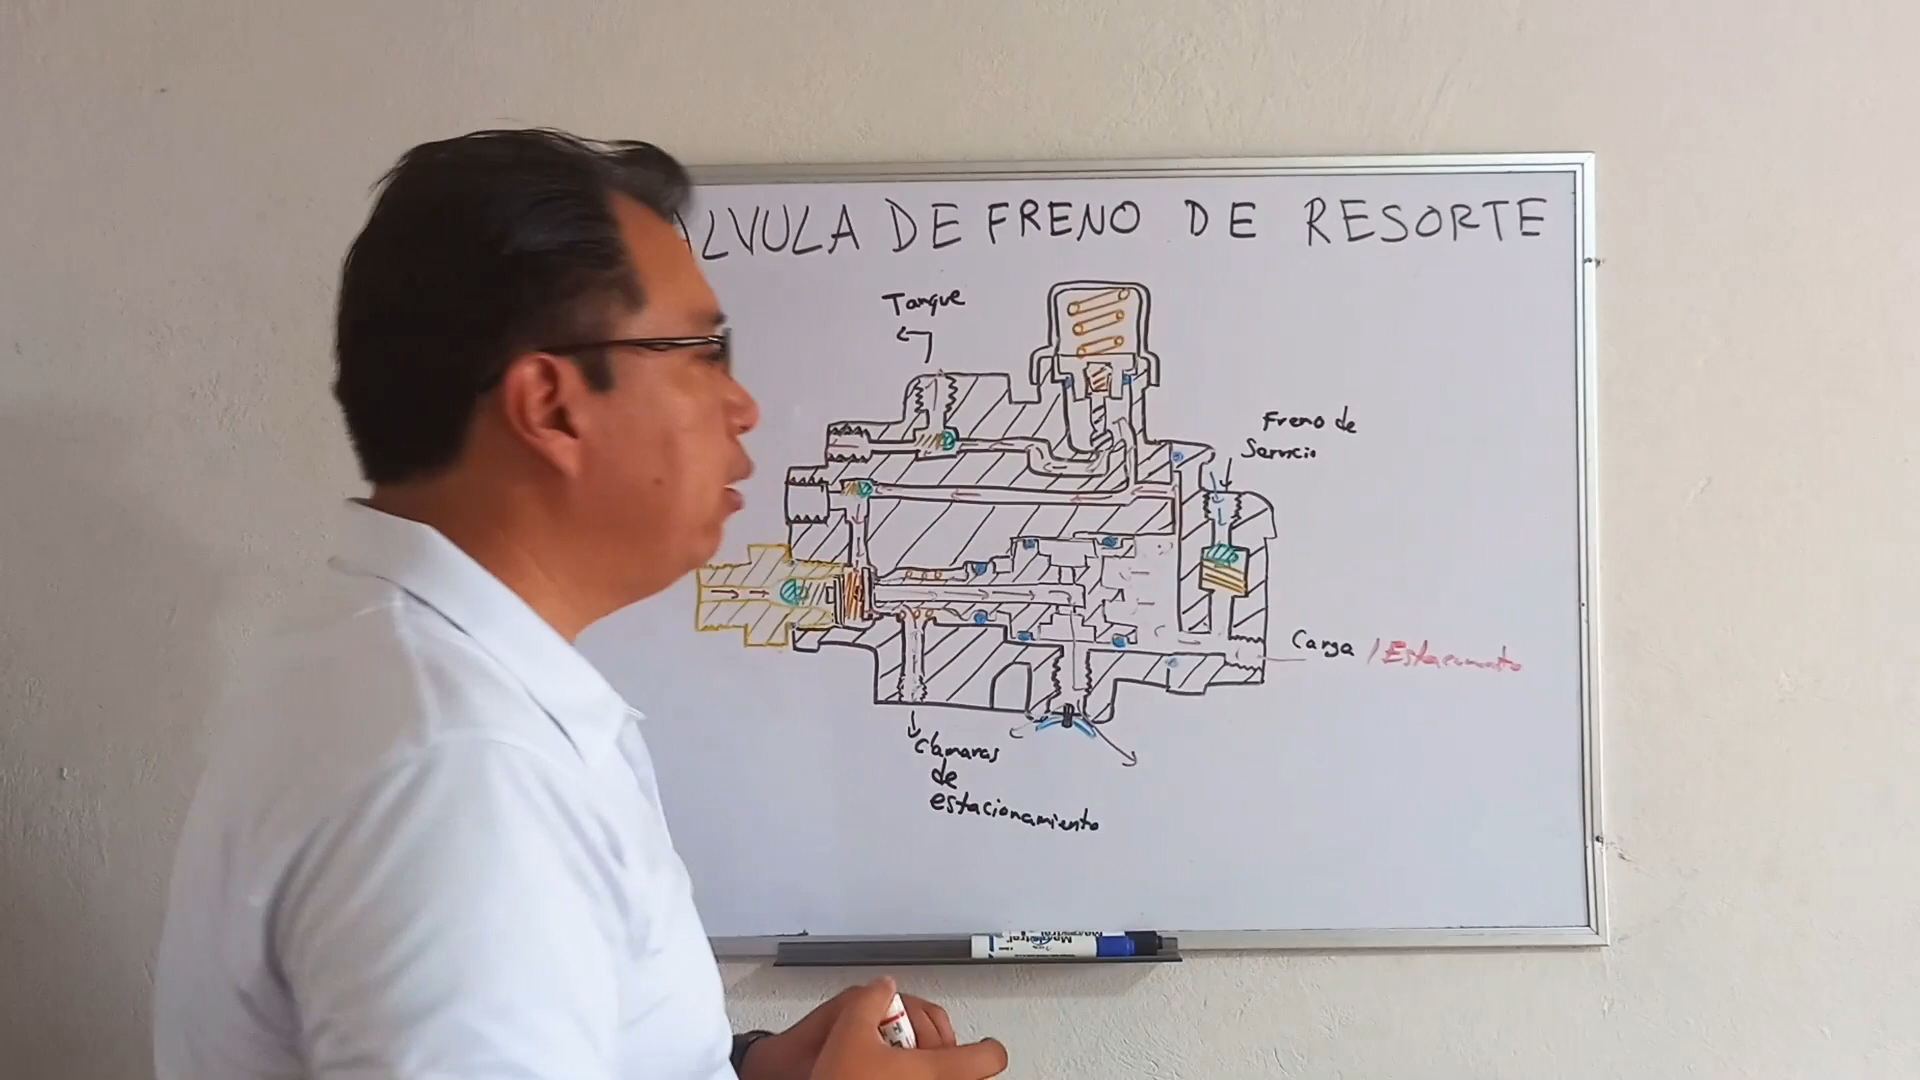 ALVULA DE FRENO DE RESORTE
Tanque
Freno de
Servicio
Carga / Estacionamiento
Cámaras
de
estacionamiento